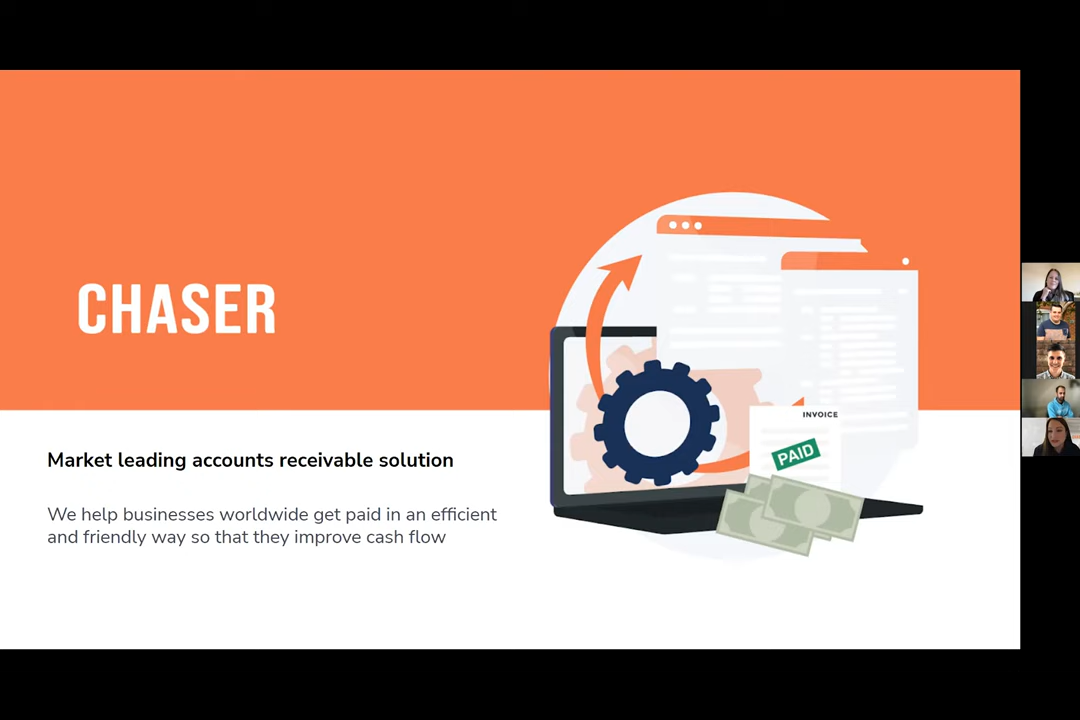 CHASER
Market leading accounts receivable solution
We help businesses worldwide get paid in an efficient
and friendly way so that they improve cash flow
INVOICE
PAID